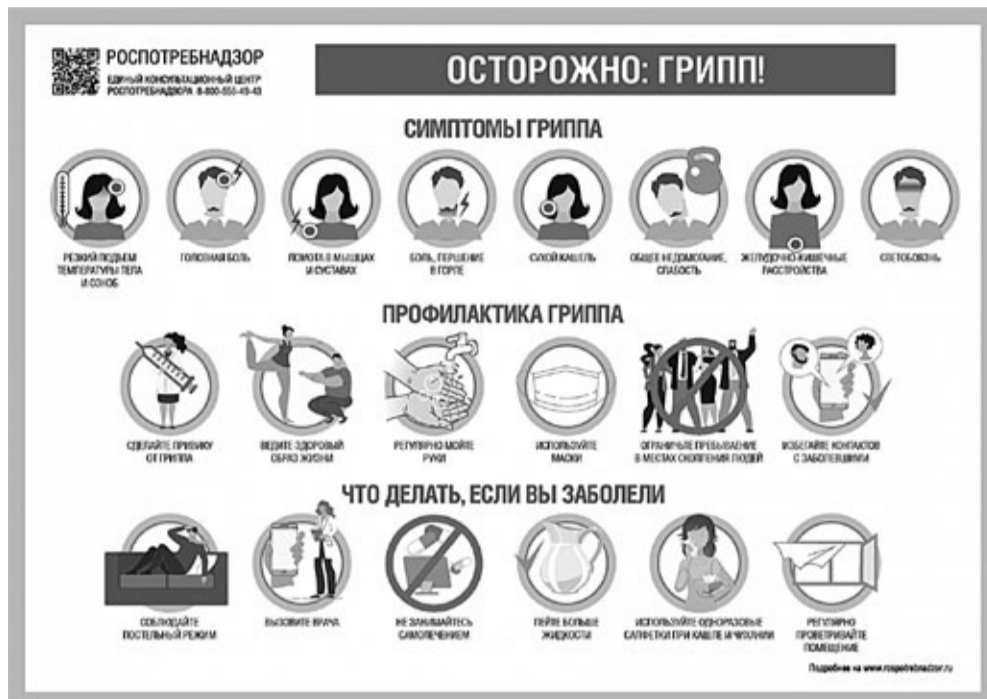 РОСПОТРЕБНАДЗОР
ЕДИНЫЙ КОНСУЛЬТАЦИОННЫЙ ЦЕНТР
РОСПОТРЕБНАДЗОРА 8-800-555-49-43
ОСТОРОЖНО: ГРИПП!
СИМПТОМЫ ГРИППА
РЕЗКИЙ ПОДЪЕМ
ТЕМПЕРАТУРЫ ТЕЛА
И ОЗНОБ
ГОЛОВНАЯ БОЛЬ
ЛОМОТА В МЫШЦАХ
И СУСТАВАХ
БОЛЬ, ПЕРШЕНИЕ
В ГОРЛЕ
СУХОЙ КАШЕЛЬ
ОБЩЕЕ НЕДОМОГАНИЕ,
СЛАБОСТЬ
ЖЕЛУДОЧНО-КИШЕЧНЫЕ
РАССТРОЙСТВА
СВЕТОБОЯЗНЬ
ПРОФИЛАКТИКА ГРИППА
СДЕЛАЙТЕ ПРИВИВКУ
ОТ ГРИППА
ВЕДИТЕ ЗДОРОВЫЙ
ОБРАЗ ЖИЗНИ
РЕГУЛЯРНО МОЙТЕ
РУКИ
ИСПОЛЬЗУЙТЕ
МАСКИ
ОГРАНИЧЬТЕ ПРЕБЫВАНИЕ
В МЕСТАХ СКОПЛЕНИЯ ЛЮДЕЙ
ИЗБЕГАЙТЕ КОНТАКТОВ
С ЗАБОЛЕВШИМИ
ЧТО ДЕЛАТЬ, ЕСЛИ ВЫ ЗАБОЛЕЛИ
СОБЛЮДАЙТЕ
ПОСТЕЛЬНЫЙ РЕЖИМ
ВЫЗОВИТЕ ВРАЧА
НЕ ЗАНИМАЙТЕСЬ
САМОЛЕЧЕНИЕМ
ПЕЙТЕ БОЛЬШЕ
ЖИДКОСТИ
ИСПОЛЬЗУЙТЕ ОДНОРАЗОВЫЕ
САЛФЕТКИ ПРИ КАШЛЕ И ЧИХАНИИ
РЕГУЛЯРНО
ПРОВЕТРИВАЙТЕ
ПОМЕЩЕНИЕ
Подробнее на www.rospotrebnadzor.ru